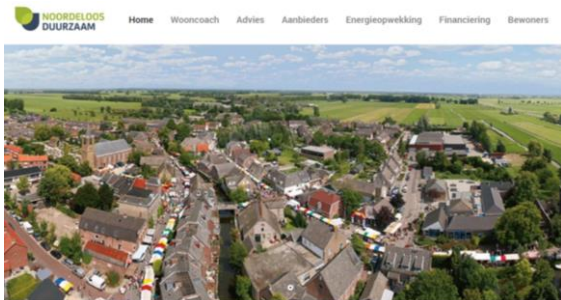 NOORDELOOS
DUURZAAM
Home Wooncoach Advies Aanbieders Energieopwekking Financiering Bewoners